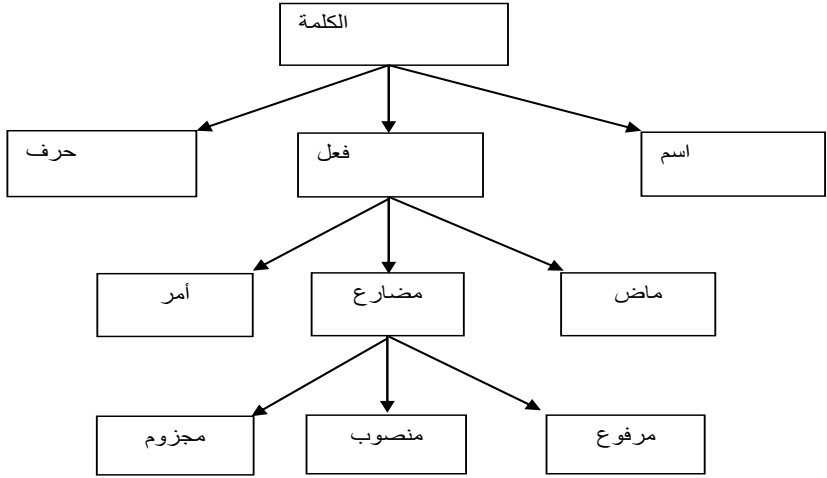 الكلمة
اسم
فعل
حرف
ماض
مضارع
أمر
مرفوع
منصوب
مجزوم